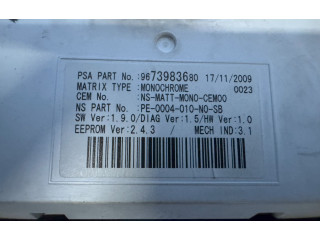 PSA PART No.:9673983680 17/11/2009
MATRIX TYPE :MONOCHROME 0023
CEM No. :NS-MATT-MONO-CEM00
NS PART No. :PE-0004-010-NO-SB
SW Ver:1.9.0/DIAG Ver:1.5/HW Ver:1.0
EEPROM Ver:2.4.3 / MECH IND:3.1